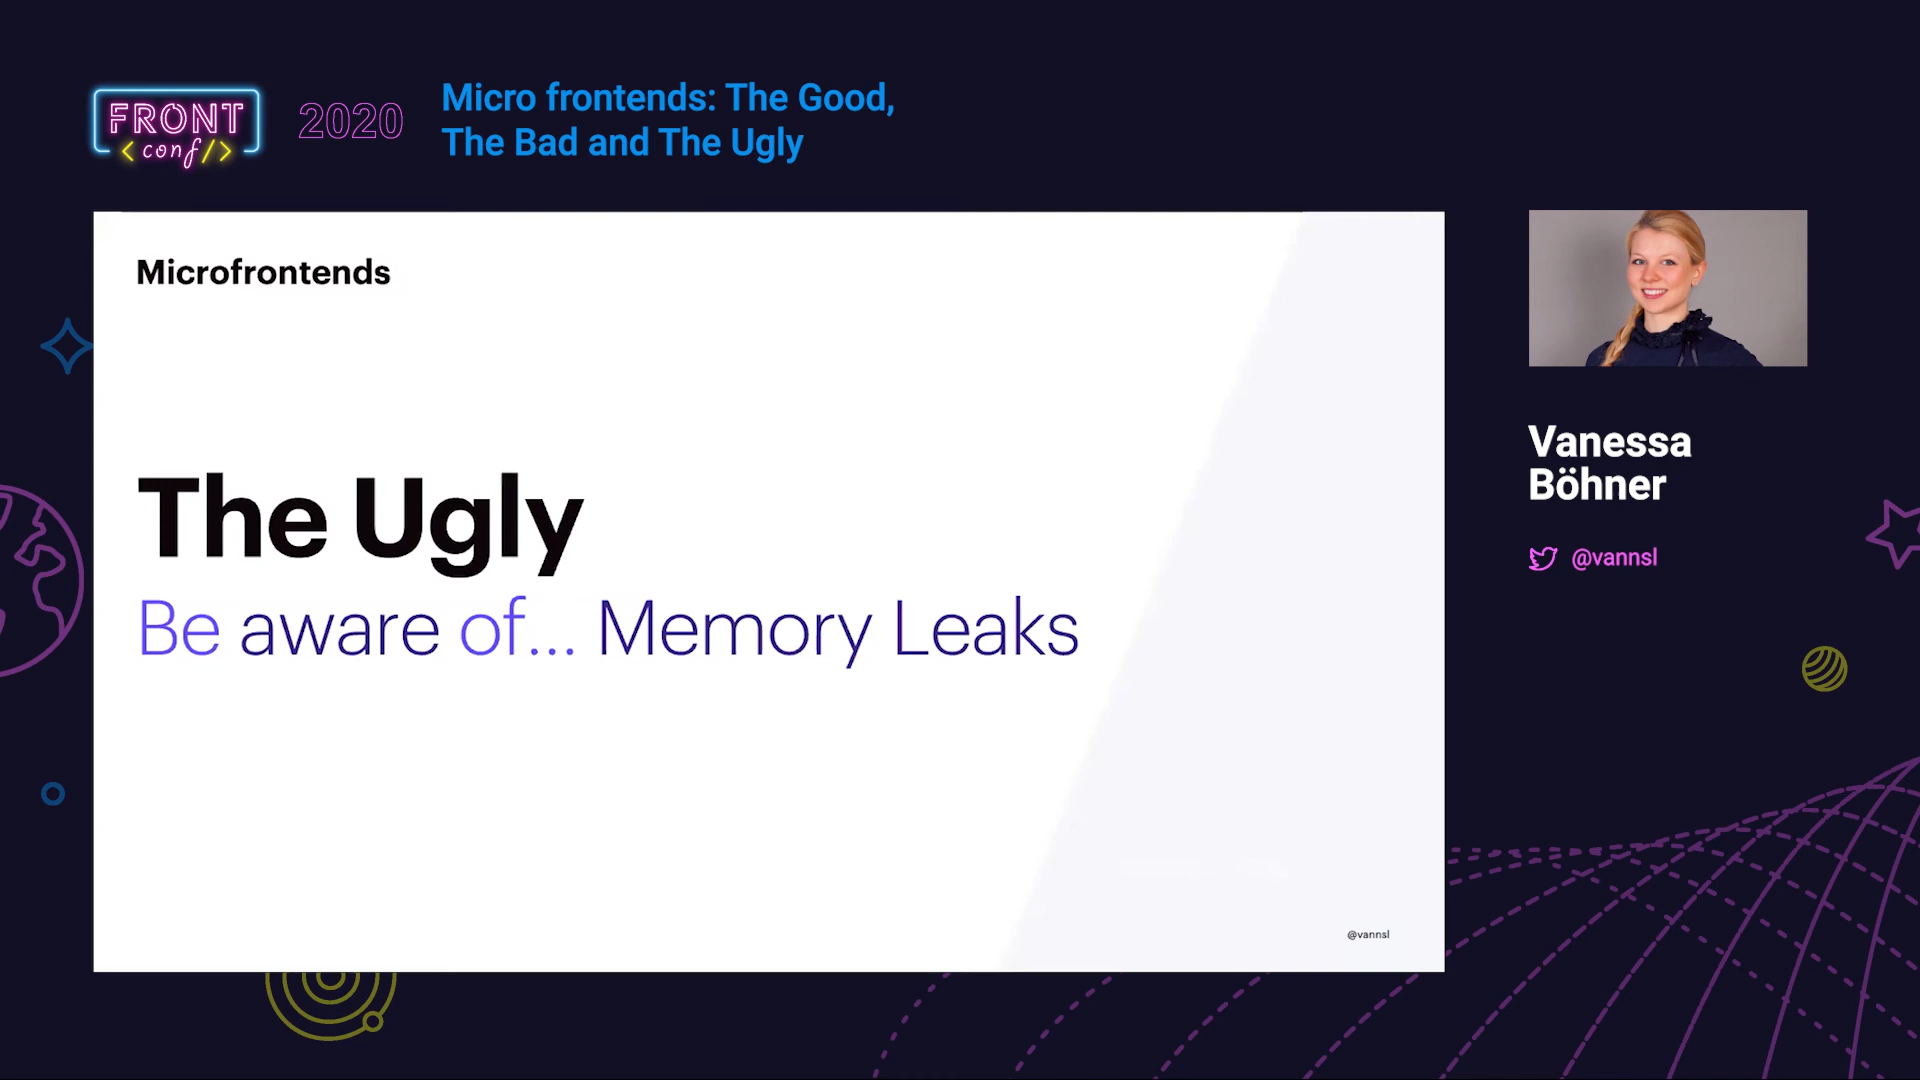 FRONT
<conf/>
2020
Micro frontends: The Good,
The Bad and The Ugly
Microfrontends
The Ugly
Be aware of... Memory Leaks
@vannsl
Vanessa
Böhner
@vannsl